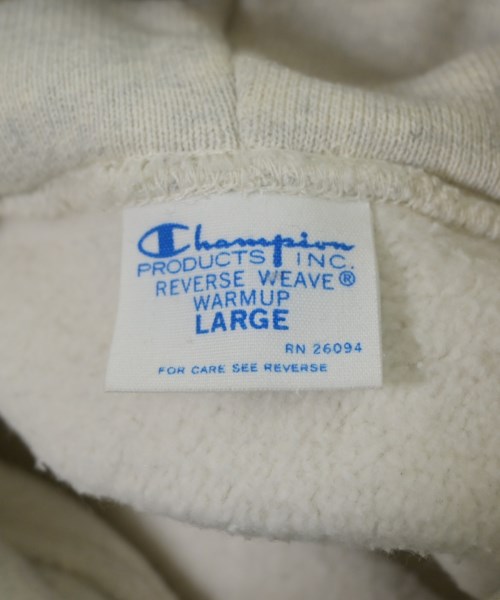 Champion
PRODUCTS INC.
REVERSE WEAVE®
WARMUP
LARGE
RN 26094
FOR CARE SEE REVERSE